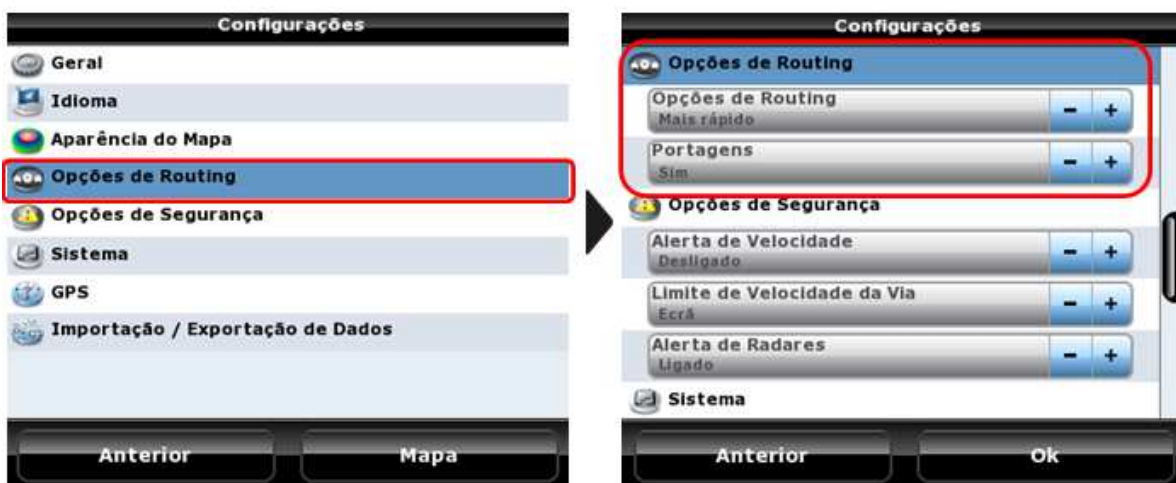 Configurações
Geral
Idioma
Aparência do Mapa
Opções de Routing
Opções de Segurança
Sistema
GPS
Importação / Exportação de Dados
Anterior
Mapa
Configurações
Opções de Routing
Opções de Routing
Mais rápido
- +
Portagens
Sim
- +
Opções de Segurança
Alerta de Velocidade
Desligado
- +
Limite de Velocidade da Via
Ecrã
- +
Alerta de Radares
Ligado
- +
Sistema
Anterior
Ok